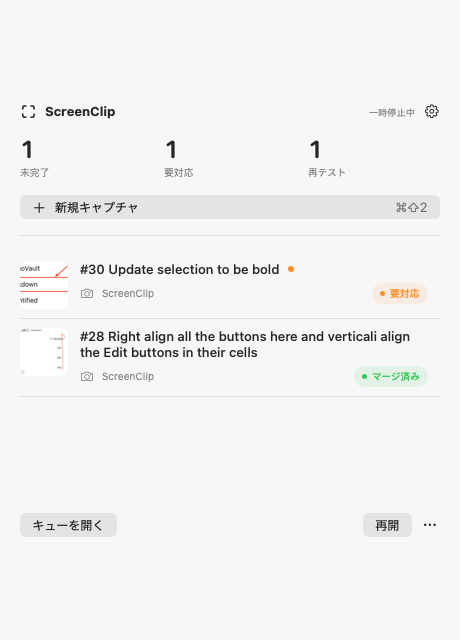 ScreenClip
一時停止中
1
1
1
未完了
要対応
再テスト
新規キャプチャ
⌘⇧2
#30 Update selection to be bold
ScreenClip
要対応
#28 Right align all the buttons here and verticali align
the Edit buttons in their cells
ScreenClip
マージ済み
キューを開く
再開